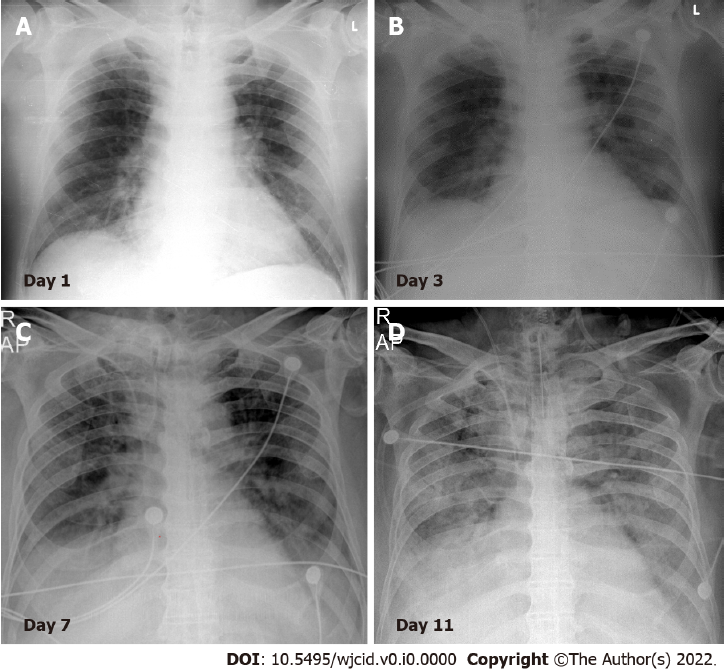 A
L
B
L
Day 1
Day 3
R
AP
C
R
AP
D
Day 7
Day 11
DOI: 10.5495/wjcid.v0.i0.0000 Copyright ©The Author(s) 2022.